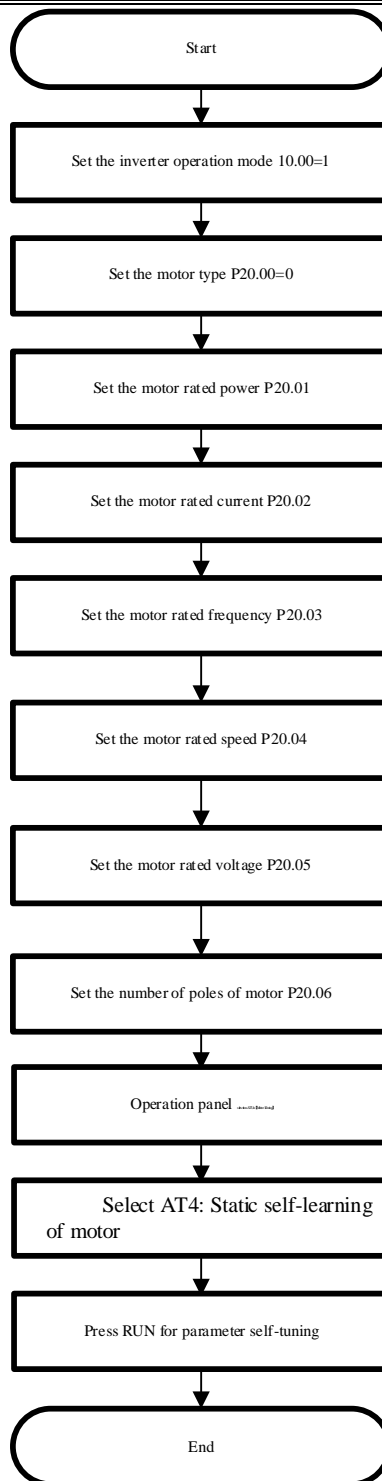 Start
Set the inverter operation mode 10.00=1
Set the motor type P20.00=0
Set the motor rated power P20.01
Set the motor rated current P20.02
Set the motor rated frequency P20.03
Set the motor rated speed P20.04
Set the motor rated voltage P20.05
Set the number of poles of motor P20.06
Operation panel
Select AT4: Static self-learning
of motor
Press RUN for parameter self-tuning
End